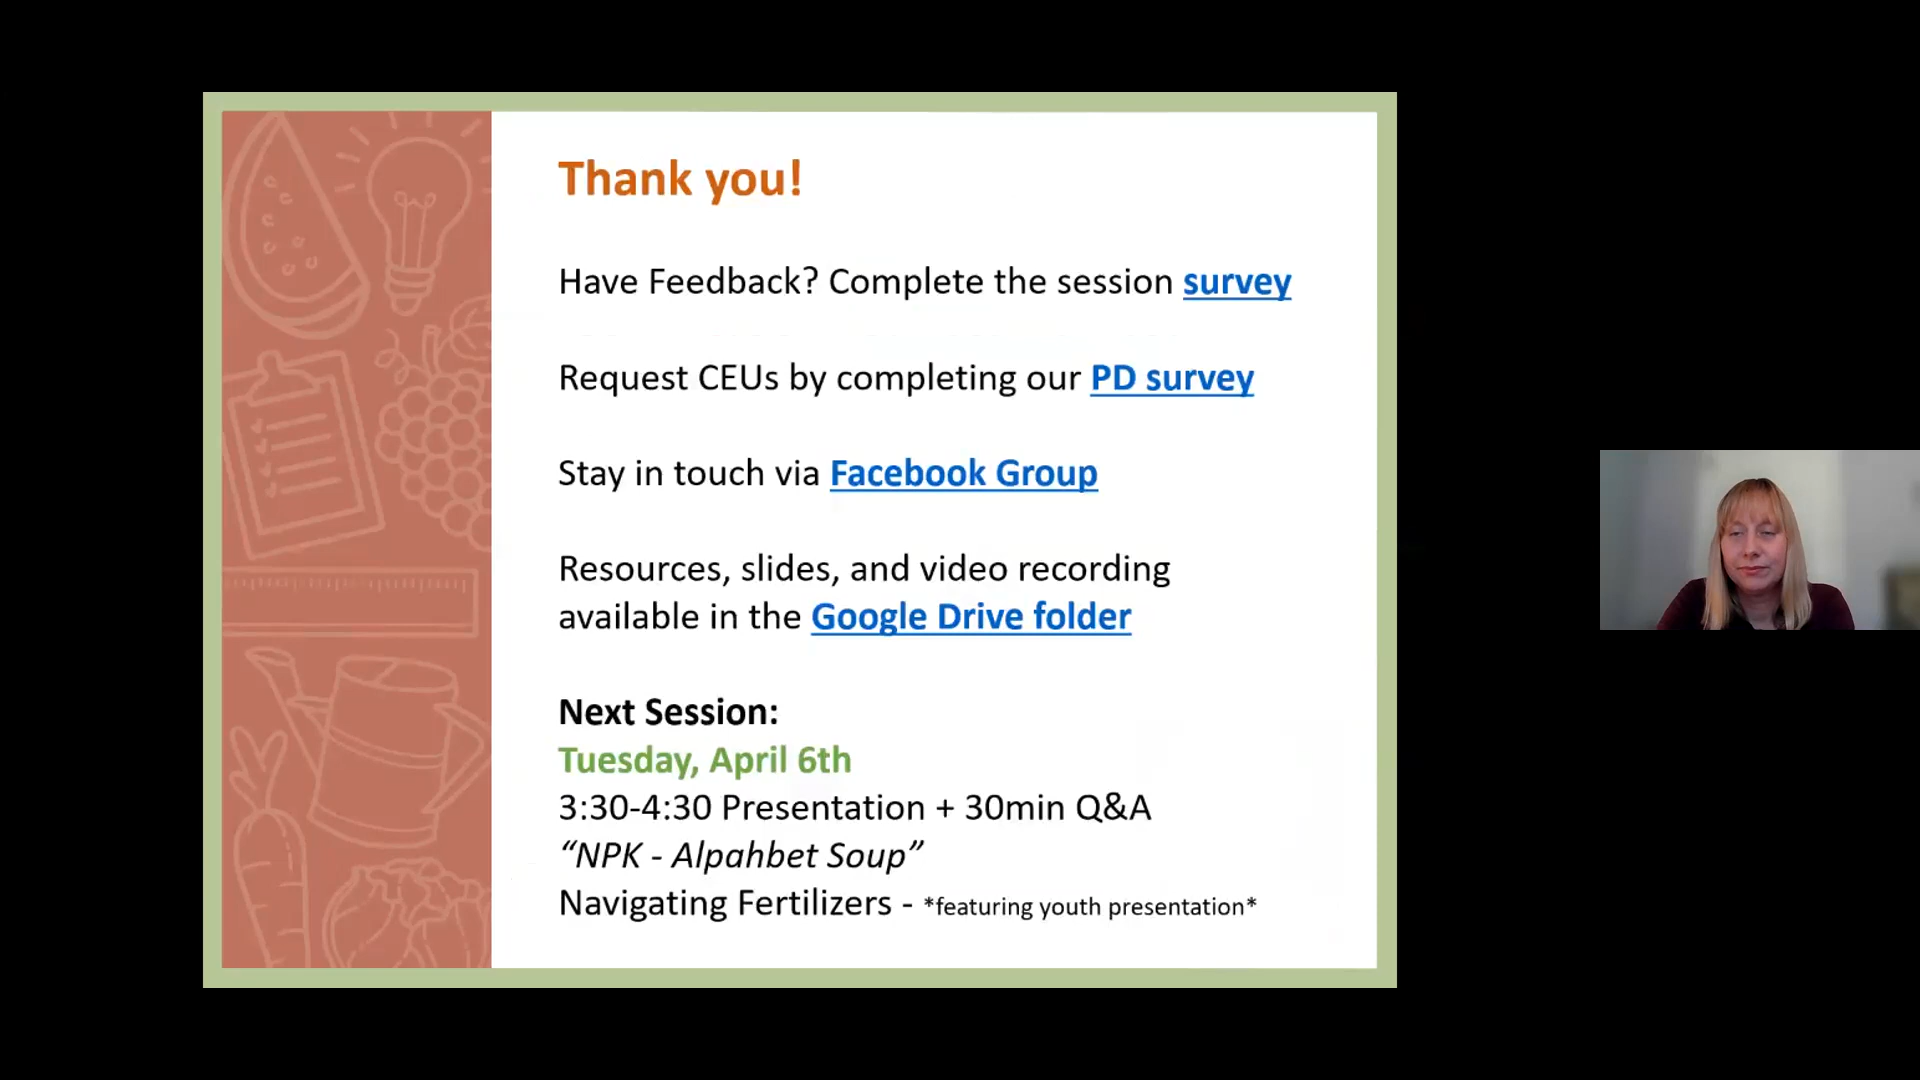 Thank you!
Have Feedback? Complete the session survey
Request CEUs by completing our PD survey
Stay in touch via Facebook Group
Resources, slides, and video recording
available in the Google Drive folder
Next Session:
Tuesday, April 6th
3:30-4:30 Presentation + 30min Q&A
“NPK - Alpahbet Soup”
Navigating Fertilizers - *featuring youth presentation*